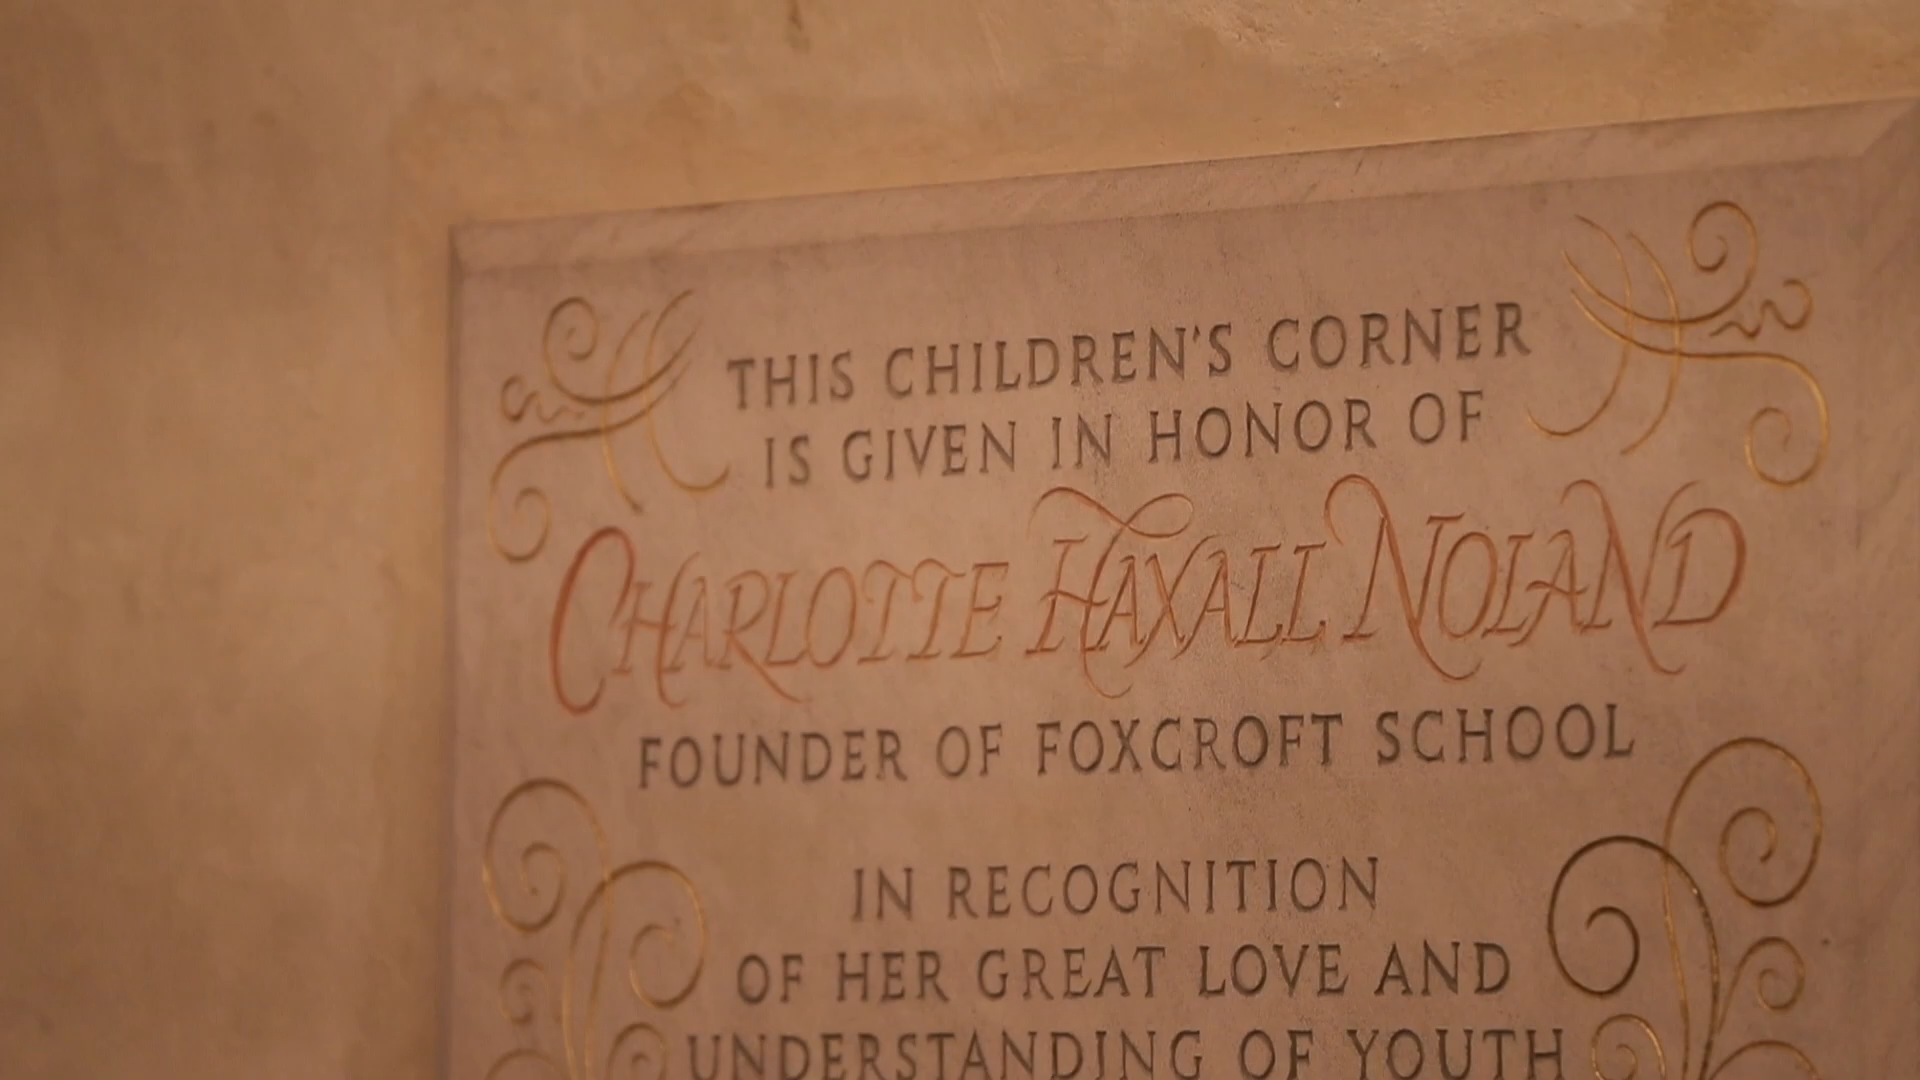 THIS CHILDREN'S CORNER
IS GIVEN IN HONOR OF
CHARLOTTE HAXALL NOLAND
FOUNDER OF FOXCROFT SCHOOL
IN RECOGNITION
OF HER GREAT LOVE AND
UNDERSTANDING OF YOUTH